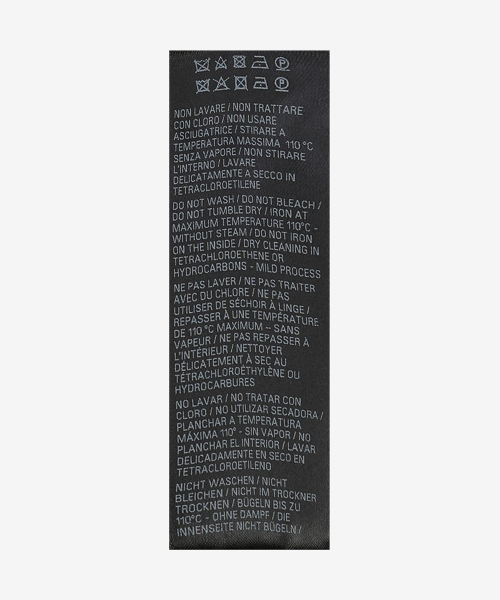 NON LAVARE / NON TRATTARE
CON CLORO / NON USARE
ASCIUGATRICE / STIRARE A
TEMPERATURA MASSIMA 110 °C
SENZA VAPORE / NON STIRARE
L'INTERNO / LAVARE
DELICATAMENTE A SECCO IN
TETRACLOROETILENE
DO NOT WASH / DO NOT BLEACH /
DO NOT TUMBLE DRY / IRON AT
MAXIMUM TEMPERATURE 110°C -
WITHOUT STEAM / DO NOT IRON
ON THE INSIDE / DRY CLEANING IN
TETRACHLOROETHENE OR
HYDROCARBONS - MILD PROCESS
NE PAS LAVER / NE PAS TRAITER
AVEC DU CHLORE / NE PAS
UTILISER DE SÉCHOIR À LINGE /
REPASSER À UNE TEMPÉRATURE
DE 110 °C MAXIMUM – SANS
VAPEUR / NE PAS REPASSER À
L'INTÉRIEUR / NETTOYER
DÉLICATEMENT À SEC AU
TÉTRACHLOROÉTHYLÈNE OU
HYDROCARBURES
NO LAVAR / NO TRATAR CON
CLORO / NO UTILIZAR SECADORA /
PLANCHAR A TEMPERATURA
MÁXIMA 110° - SIN VAPOR / NO
PLANCHAR EL INTERIOR / LAVAR
DELICADAMENTE EN SECO EN
TETRACLOROETILENO
NICHT WASCHEN / NICHT
BLEICHEN / NICHT IM TROCKNER
TROCKNEN / BÜGELN BIS ZU
110°C - OHNE DAMPF / DIE
INNENSEITE NICHT BÜGELN /